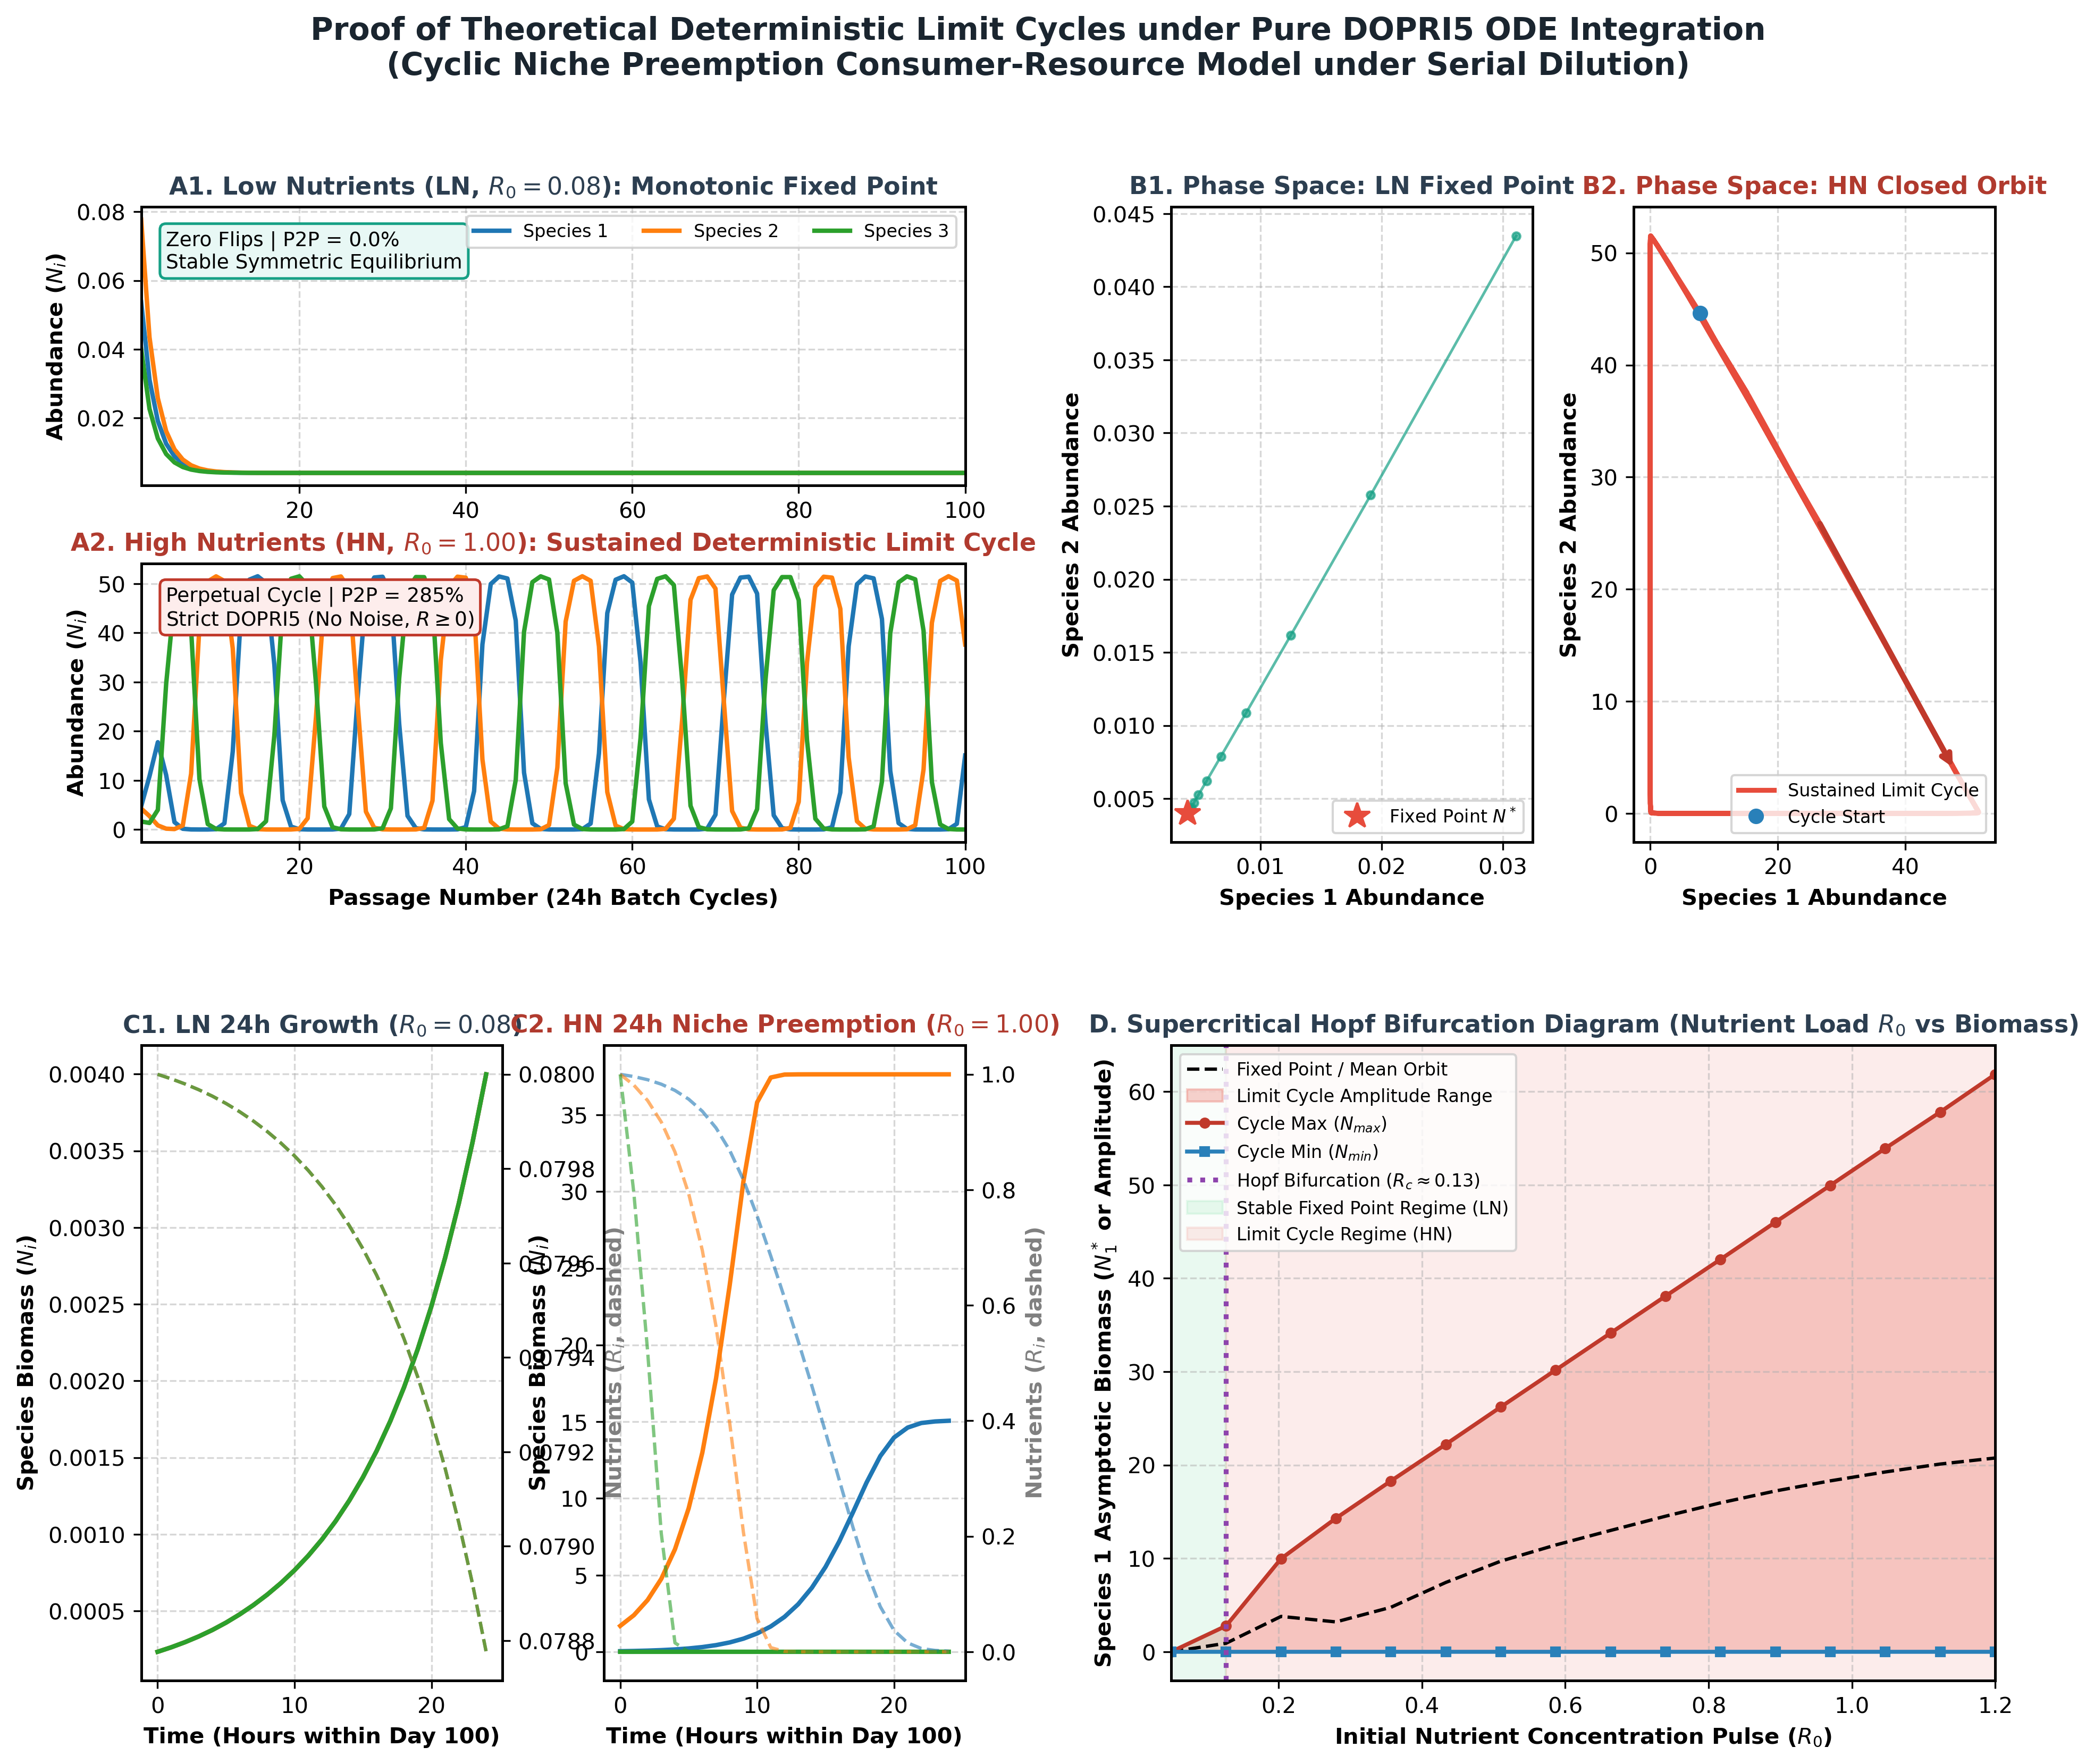 Proof of Theoretical Deterministic Limit Cycles under Pure DOPRI5 ODE Integration
(Cyclic Niche Preemption Consumer-Resource Model under Serial Dilution)
A1. Low Nutrients (LN, R₀ = 0.08): Monotonic Fixed Point
Abundance (Nᵢ)
0.08
0.06
0.04
0.02
Zero Flips | P2P = 0.0%
Stable Symmetric Equilibrium
Species 1
Species 2
Species 3
20
40
60
80
100
A2. High Nutrients (HN, R₀ = 1.00): Sustained Deterministic Limit Cycle
Abundance (Nᵢ)
50
40
30
20
10
0
Perpetual Cycle | P2P = 285%
Strict DOPRI5 (No Noise, R ≥ 0)
20
40
60
80
100
Passage Number (24h Batch Cycles)
B1. Phase Space: LN Fixed Point
Species 2 Abundance
0.045
0.040
0.035
0.030
0.025
0.020
0.015
0.010
0.005
Fixed Point N*
0.01
0.02
0.03
Species 1 Abundance
B2. Phase Space: HN Closed Orbit
Species 2 Abundance
50
40
30
20
10
0
Sustained Limit Cycle
Cycle Start
0
20
40
Species 1 Abundance
C1. LN 24h Growth (R₀ = 0.08)
Species Biomass (Nᵢ)
0.0040
0.0035
0.0030
0.0025
0.0020
0.0015
0.0010
0.0005
0.0800
0.0798
0.0796
0.0794
0.0792
0.0790
0.0788
Nutrients (Rᵢ, dashed)
0
10
20
Time (Hours within Day 100)
C2. HN 24h Niche Preemption (R₀ = 1.00)
Species Biomass (Nᵢ)
35
30
25
20
15
10
5
0
1.0
0.8
0.6
0.4
0.2
0.0
Nutrients (Rᵢ, dashed)
0
10
20
Time (Hours within Day 100)
D. Supercritical Hopf Bifurcation Diagram (Nutrient Load R₀ vs Biomass)
Species 1 Asymptotic Biomass (N₁* or Amplitude)
60
50
40
30
20
10
0
Fixed Point / Mean Orbit
Limit Cycle Amplitude Range
Cycle Max (Nₘₐₓ)
Cycle Min (Nₘᵢₙ)
Hopf Bifurcation (R_c ≈ 0.13)
Stable Fixed Point Regime (LN)
Limit Cycle Regime (HN)
0.2
0.4
0.6
0.8
1.0
1.2
Initial Nutrient Concentration Pulse (R₀)